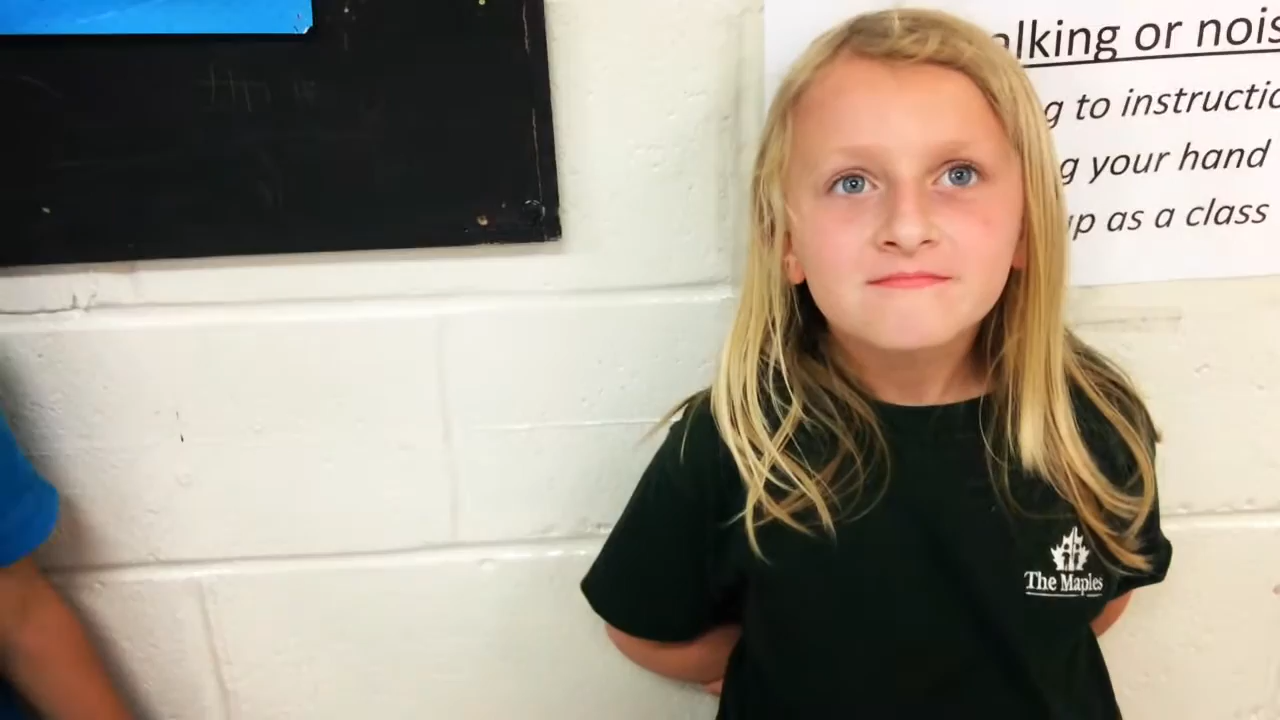 alking or nois
g to instructio
g your hand
up as a class
The Maples